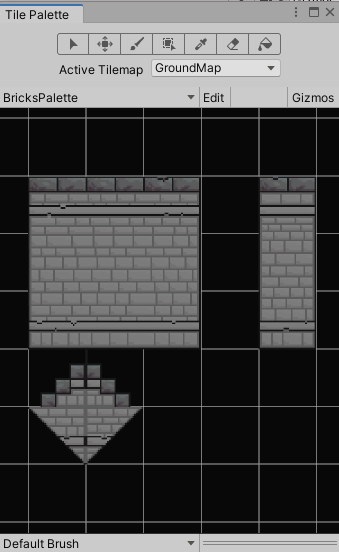 Tile Palette
Active Tilemap GroundMap
BricksPalette Edit Gizmos
Default Brush